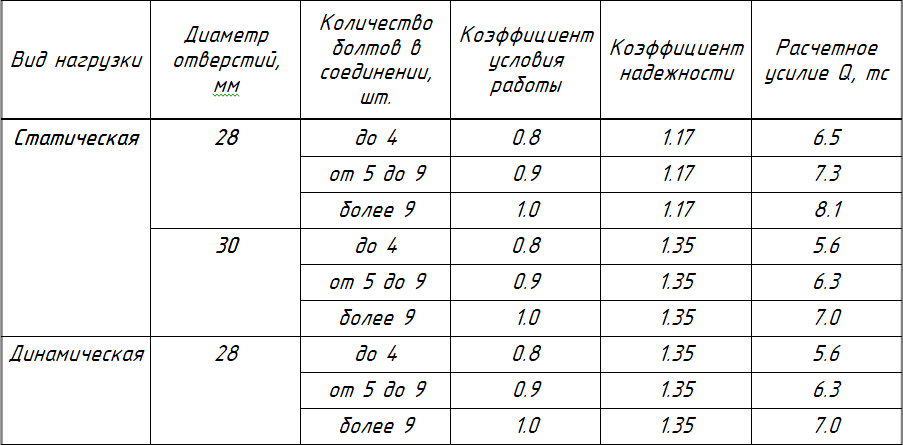 Вид нагрузки
Диаметр
отверстий,
мм
Количество
болтов в
соединении,
шт.
Коэффициент
условия
работы
Коэффициент
надежности
Расчетное
усилие Q, тс
Статическая 28 до 4 0.8 1.17 6.5
от 5 до 9 0.9 1.17 7.3
более 9 1.0 1.17 8.1
30 до 4 0.8 1.35 5.6
от 5 до 9 0.9 1.35 6.3
более 9 1.0 1.35 7.0
Динамическая 28 до 4 0.8 1.35 5.6
от 5 до 9 0.9 1.35 6.3
более 9 1.0 1.35 7.0